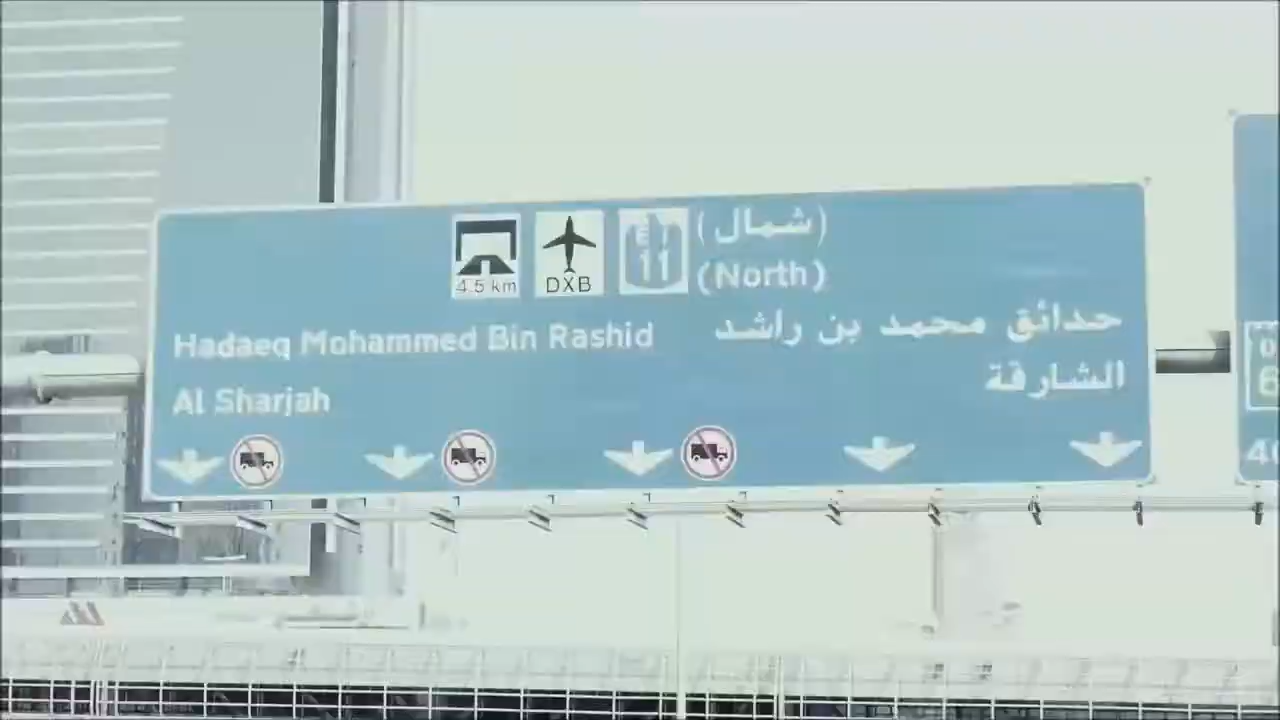 4.5 km
DXB
E 11
(شمال)
(North)
Hadaeq Mohammed Bin Rashid
حدائق محمد بن راشد
Al Sharjah
الشارقة